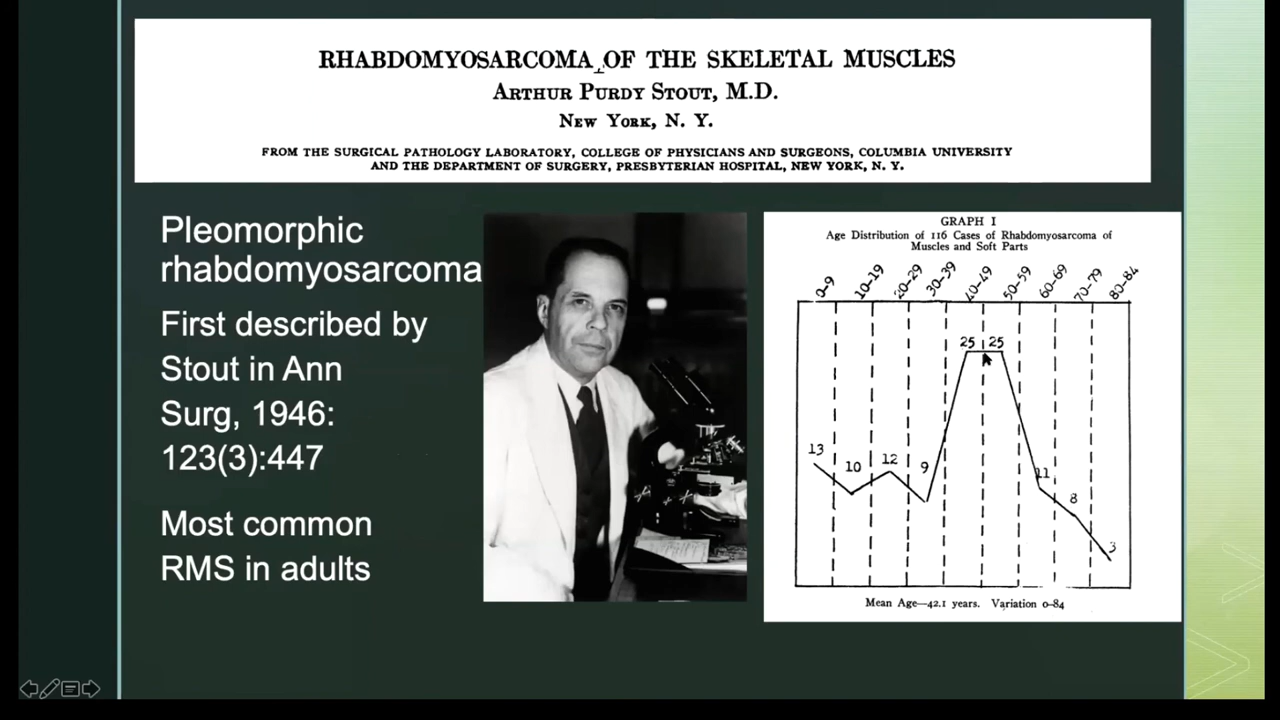 RHABDOMYOSARCOMA OF THE SKELETAL MUSCLES
ARTHUR PURDY STOUT, M.D.
NEW YORK, N. Y.
FROM THE SURGICAL PATHOLOGY LABORATORY, COLLEGE OF PHYSICIANS AND SURGEONS, COLUMBIA UNIVERSITY
AND THE DEPARTMENT OF SURGERY, PRESBYTERIAN HOSPITAL, NEW YORK, N. Y.
Pleomorphic
rhabdomyosarcoma
First described by
Stout in Ann
Surg, 1946:
123(3):447
Most common
RMS in adults
GRAPH I
Age Distribution of 116 Cases of Rhabdomyosarcoma of
Muscles and Soft Parts
0-9 10-19 20-29 30-39 40-49 50-59 60-69 70-79 80-84
25 25
13 10 12 9 11 8 3
Mean Age—42.1 years. Variation 0-84